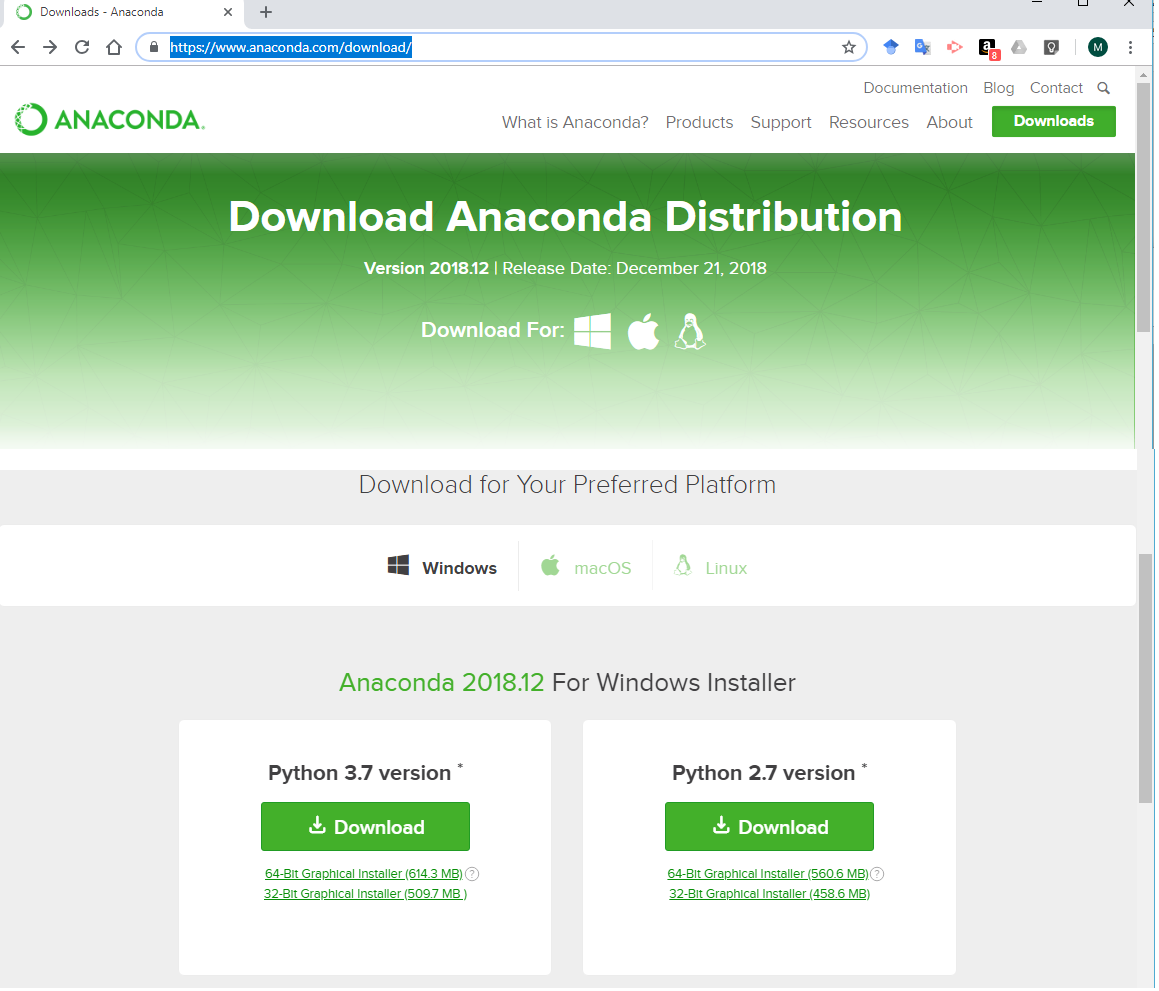 Downloads - Anaconda
https://www.anaconda.com/download/
a
8
M
Documentation Blog Contact
ANACONDA.
What is Anaconda? Products Support Resources About Downloads
Download Anaconda Distribution
Version 2018.12 | Release Date: December 21, 2018
Download For:
Download for Your Preferred Platform
Windows macOS Linux
Anaconda 2018.12 For Windows Installer
Python 3.7 version *
Download
64-Bit Graphical Installer (614.3 MB) ?
32-Bit Graphical Installer (509.7 MB )
Python 2.7 version *
Download
64-Bit Graphical Installer (560.6 MB) ?
32-Bit Graphical Installer (458.6 MB)